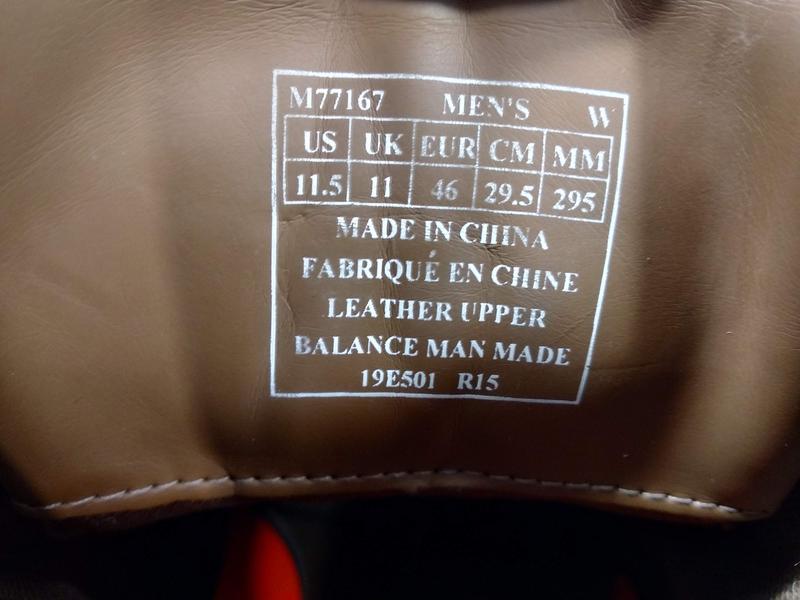 M77167 MEN'S W
US UK EUR CM MM
11.5 11 46 29.5 295
MADE IN CHINA
FABRIQUÉ EN CHINE
LEATHER UPPER
BALANCE MAN MADE
19E501 R15